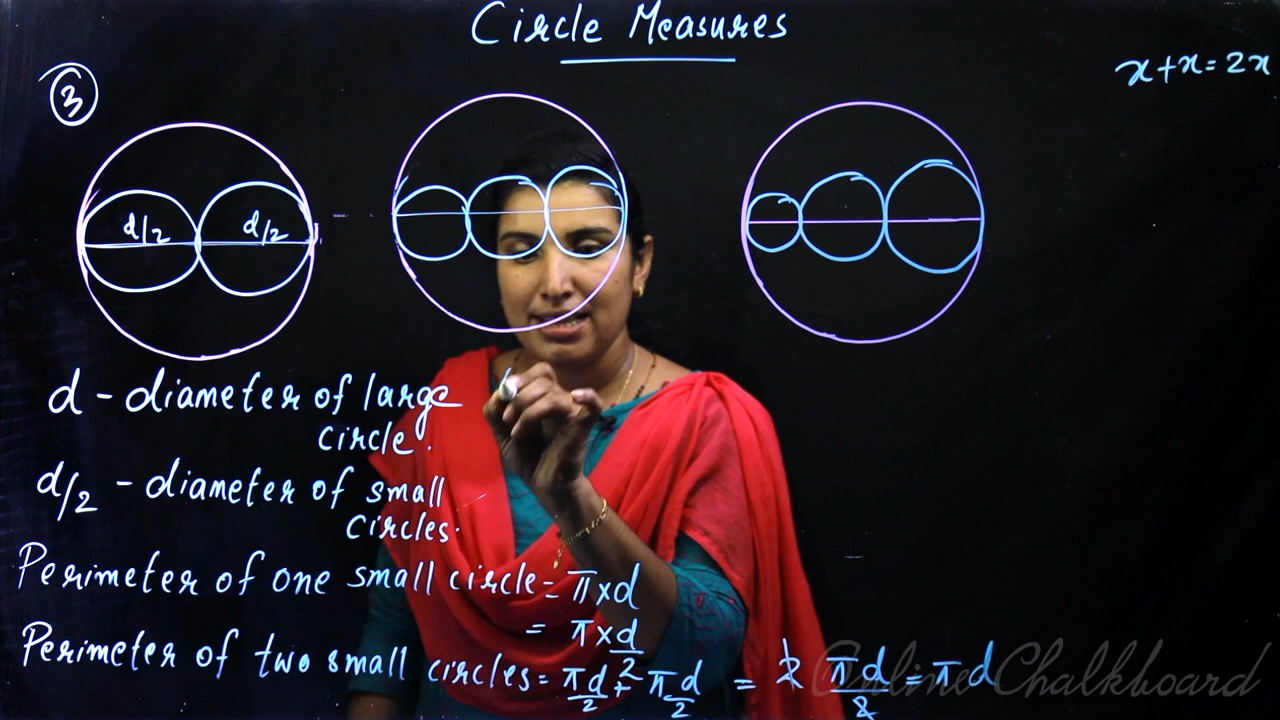 Circle Measures
x+x=2x
3
d/2 d/2
d - diameter of large
circle.
d/2 - diameter of small
circles.
Perimeter of one small circle = π×d
= π×d/2
Perimeter of two small circles = πd/2 + πd/2 = 2 πd/2 = πd
Online Chalkboard